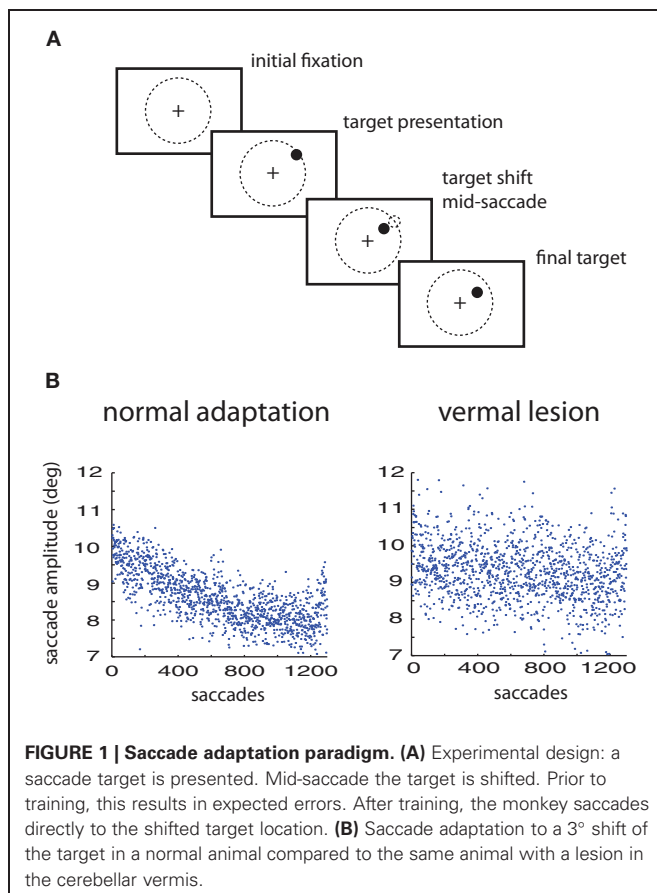 A
initial fixation
target presentation
target shift
mid-saccade
final target
B
normal adaptation
vermal lesion
saccade amplitude (deg)
12
11
10
9
8
7
0
400
800
1200
saccades
12
11
10
9
8
7
0
400
800
1200
saccades
FIGURE 1 | Saccade adaptation paradigm. (A) Experimental design: a
saccade target is presented. Mid-saccade the target is shifted. Prior to
training, this results in expected errors. After training, the monkey saccades
directly to the shifted target location. (B) Saccade adaptation to a 3° shift of
the target in a normal animal compared to the same animal with a lesion in
the cerebellar vermis.